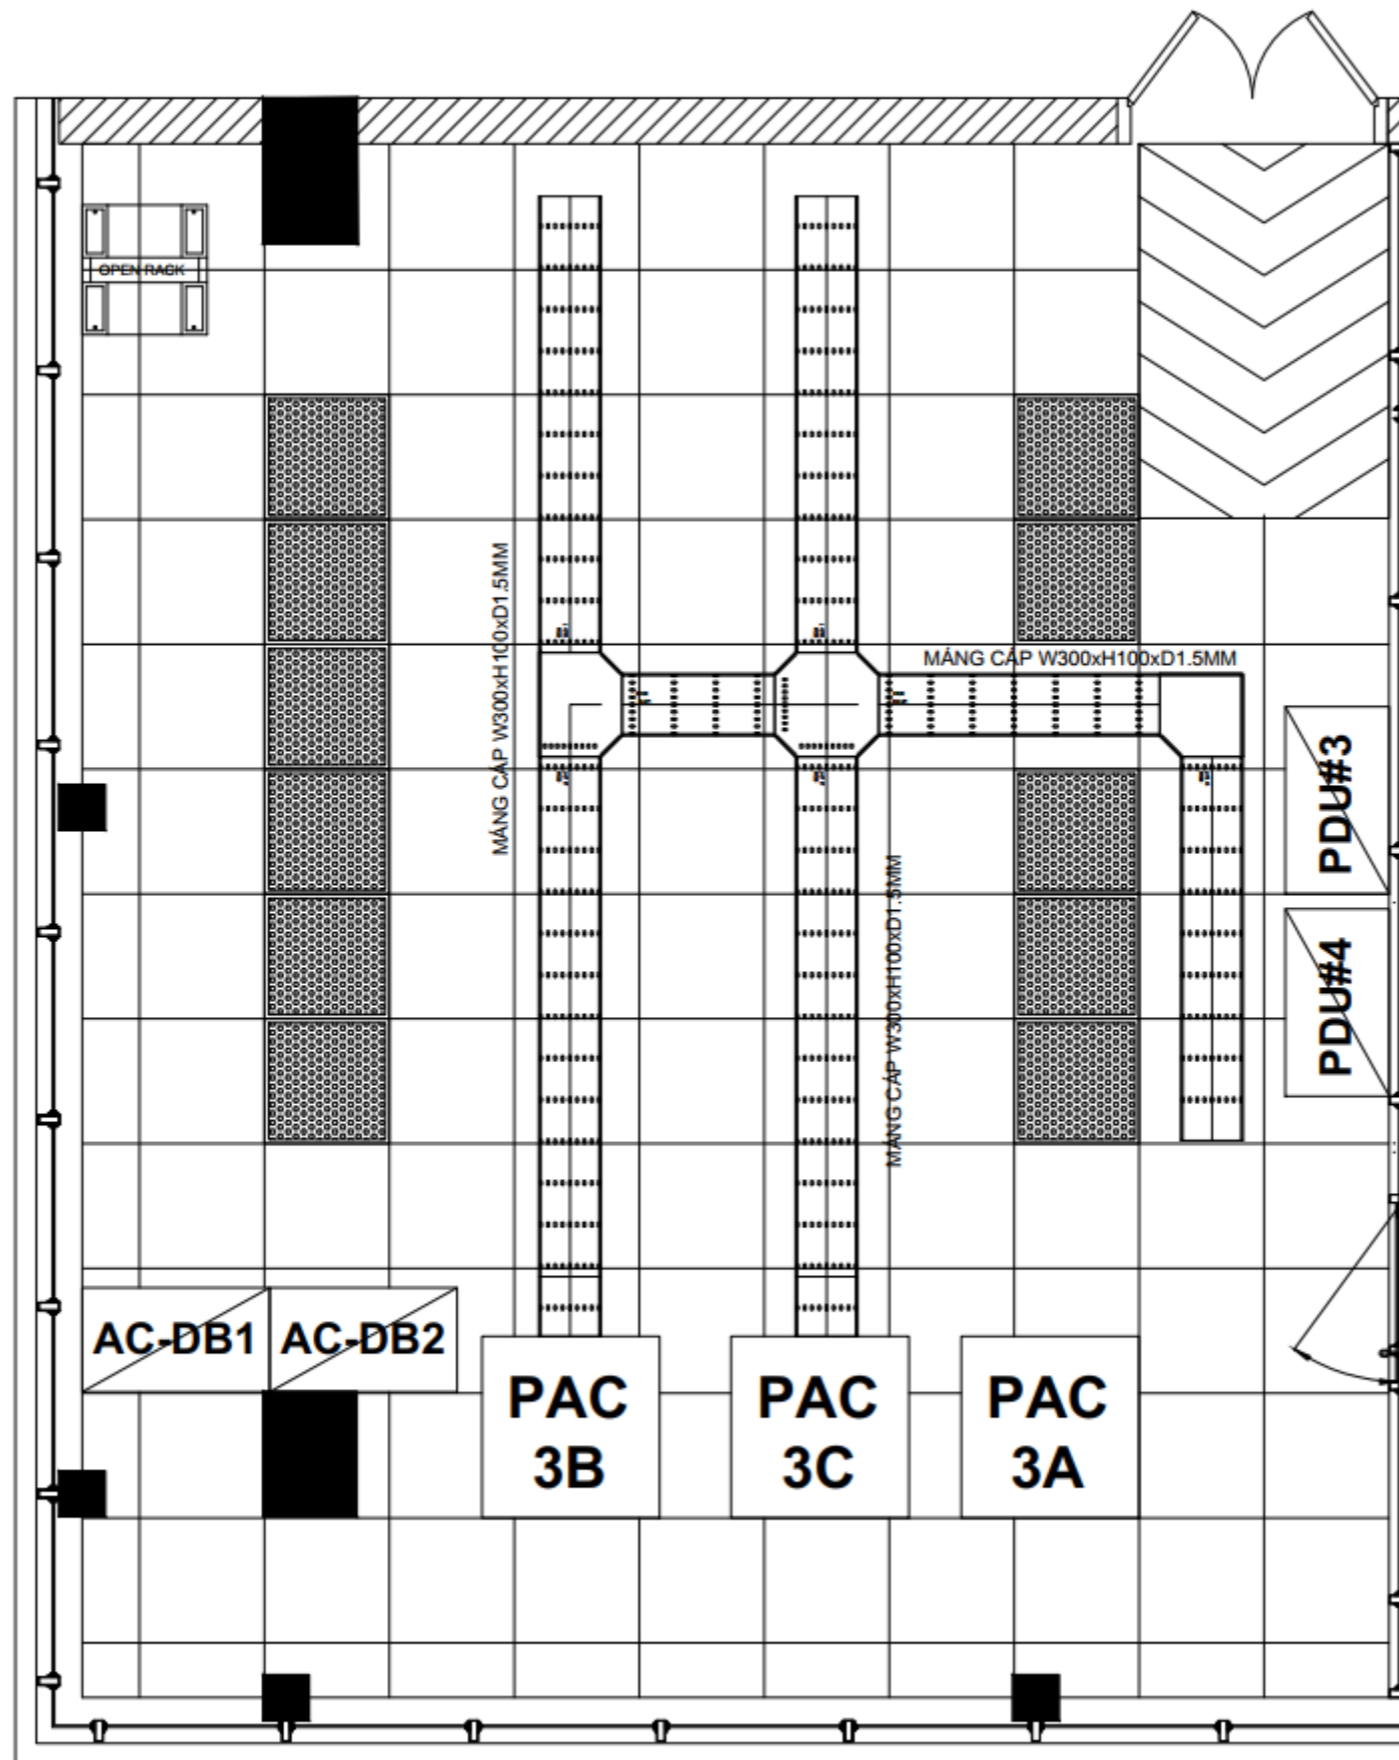 OPEN RACK
MÁNG CÁP W300xH100xD1.5MM
MÁNG CÁP W300xH100xD1.5MM
MÁNG CÁP W300xH100xD1.5MM
PDU#3
PDU#4
AC-DB1
AC-DB2
PAC
3B
PAC
3C
PAC
3A